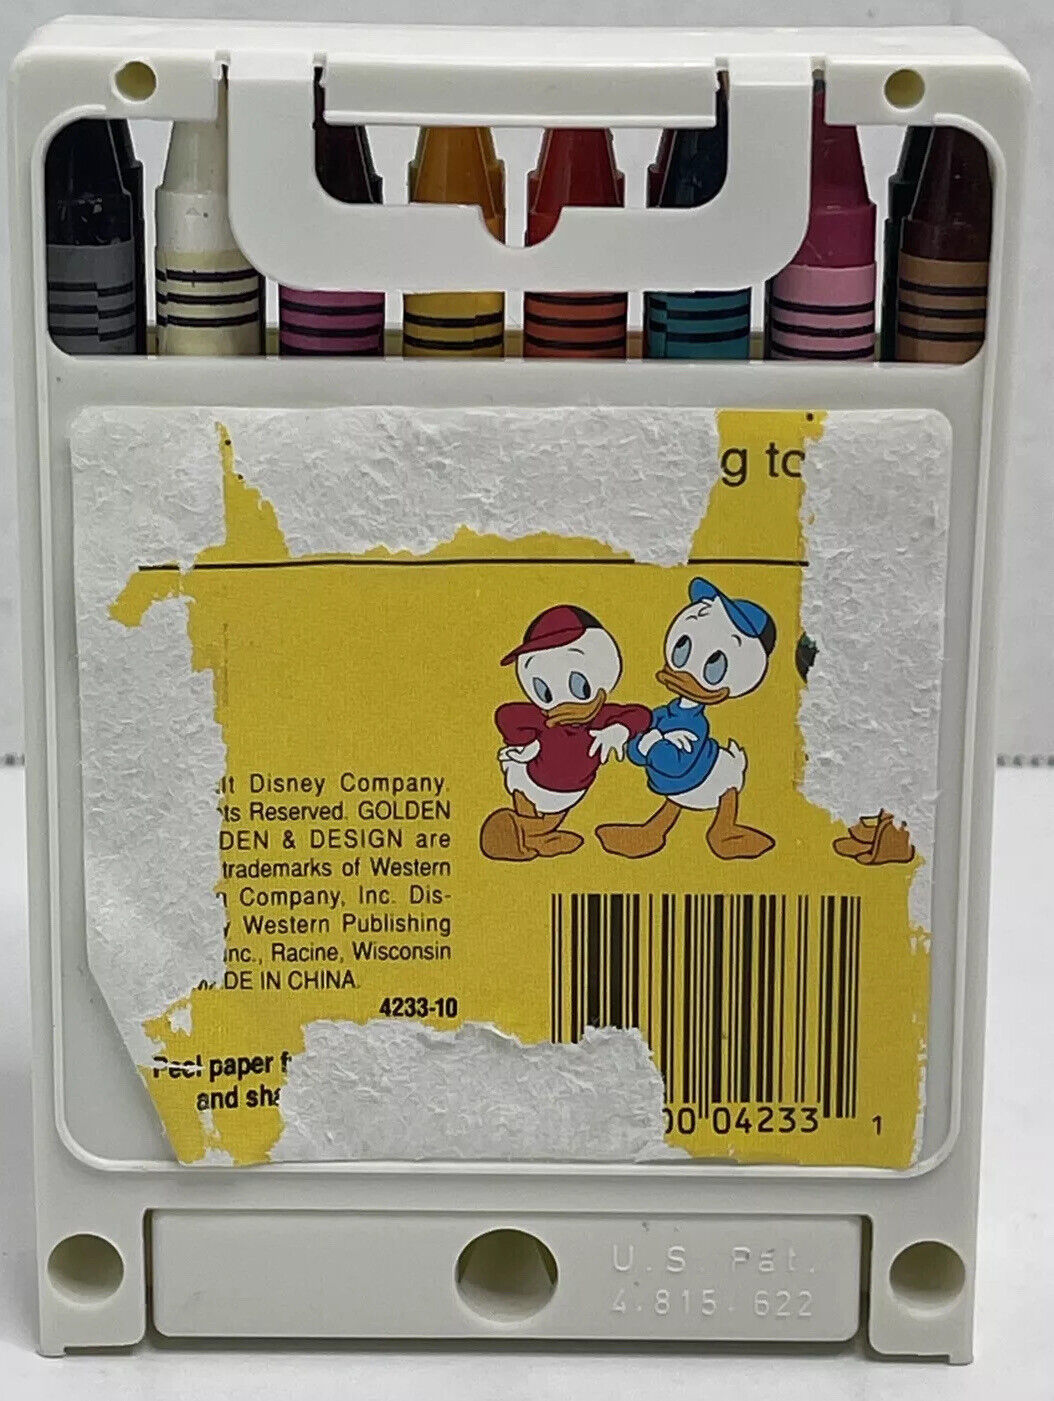 g to
lt Disney Company.
ts Reserved. GOLDEN
DEN & DESIGN are
trademarks of Western
Company, Inc. Dis-
y Western Publishing
Inc., Racine, Wisconsin
DE IN CHINA.
4233-10
Peel paper f
and sha
00 04233 1
U.S. Pat.
4,815,622